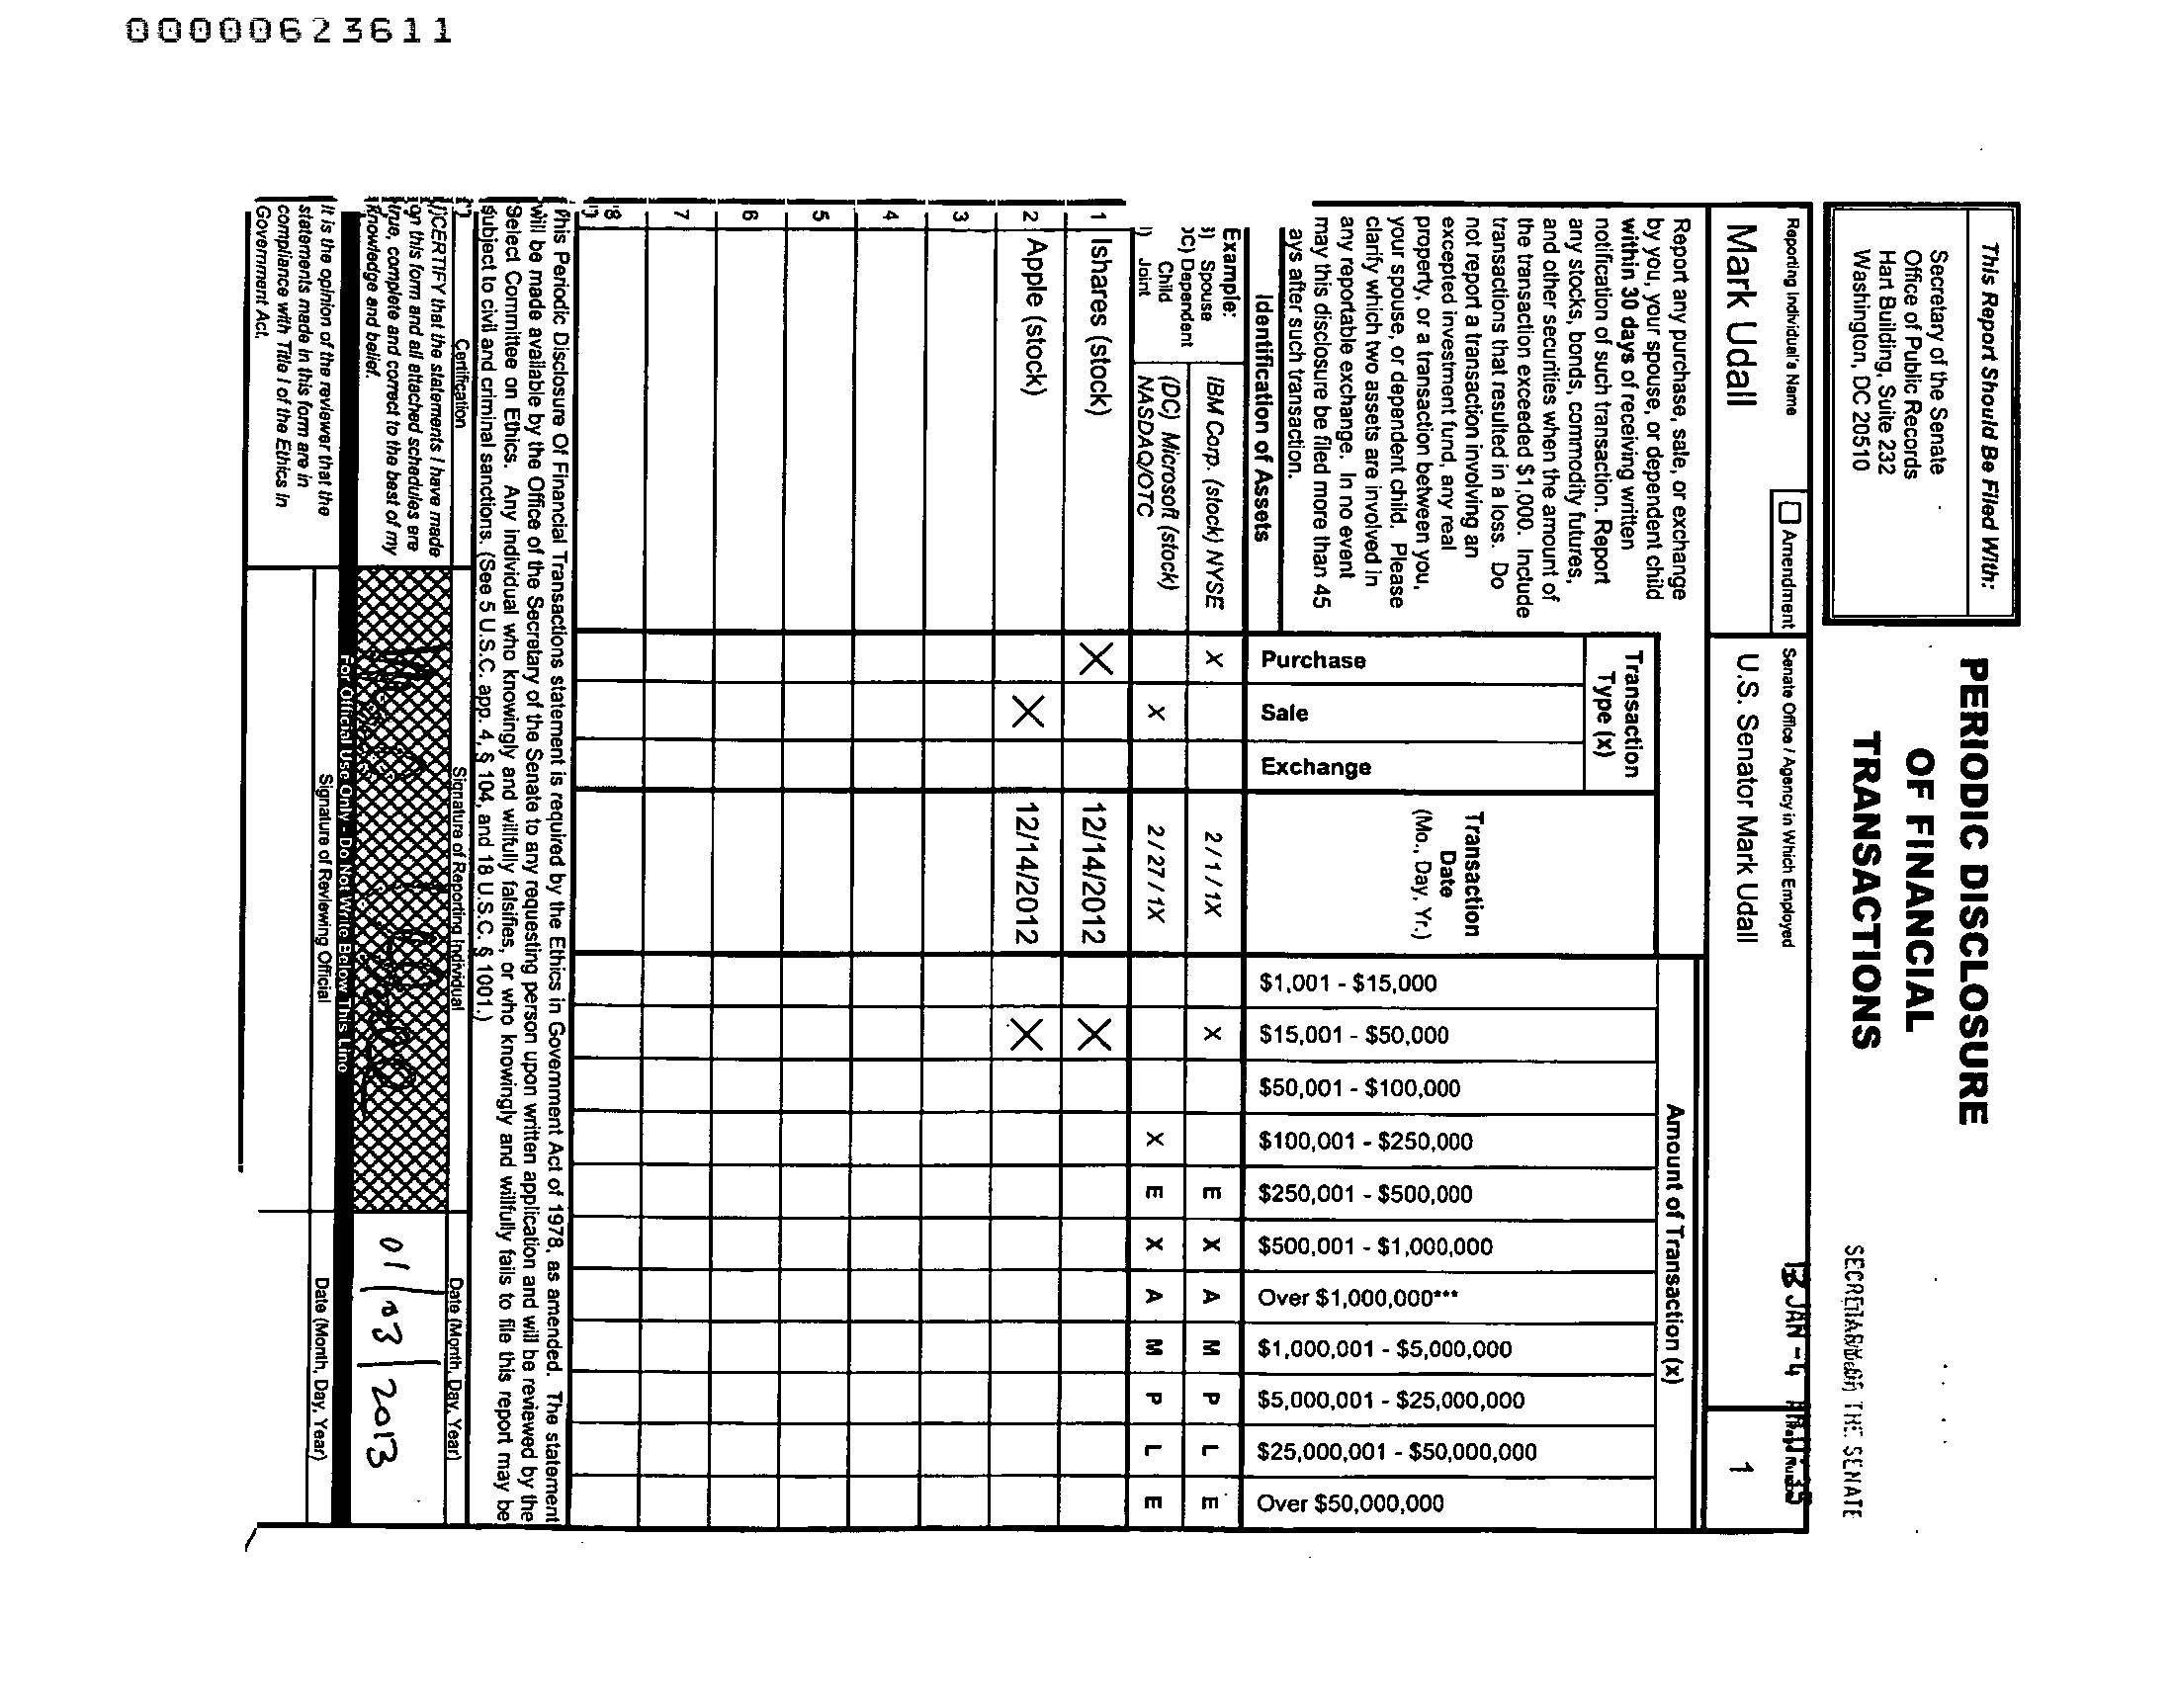 00000623611
This Report Should Be Filed With:
Secretary of the Senate
Office of Public Records
Hart Building, Suite 232
Washington, DC 20510
PERIODIC DISCLOSURE
OF FINANCIAL
TRANSACTIONS
SECRETARY OF THE SENATE
JAN -4
Reporting Individual's Name
Amendment
Senate Office / Agency in Which Employed
Mark Udall
U.S. Senator Mark Udall
1
Report any purchase, sale, or exchange
by you, your spouse, or dependent child
within 30 days of receiving written
notification of such transaction. Report
any stocks, bonds, commodity futures,
and other securities when the amount of
the transaction exceeded $1,000. Include
transactions that resulted in a loss. Do
not report a transaction involving an
excepted investment fund, any real
property, or a transaction between you,
your spouse, or dependent child. Please
clarify which two assets are involved in
any reportable exchange. In no event
may this disclosure be filed more than 45
ays after such transaction.
Identification of Assets
Transaction
Type (x)
Purchase
Sale
Exchange
Transaction
Date
(Mo., Day, Yr.)
Amount of Transaction (x)
$1,001 - $15,000
$15,001 - $50,000
$50,001 - $100,000
$100,001 - $250,000
$250,001 - $500,000
$500,001 - $1,000,000
Over $1,000,000***
$1,000,001 - $5,000,000
$5,000,001 - $25,000,000
$25,000,001 - $50,000,000
Over $50,000,000
Example:
) Spouse
C) Dependent
Child
) Joint
IBM Corp. (stock) NYSE X 2 / 1 / 1X X E X A M P L E
(DC) Microsoft (stock)
NASDAQ/OTC X 2 / 27 / 1X X E X A M P L E
1 Ishares (stock) X 12/14/2012 X
2 Apple (stock) X 12/14/2012 X
3
4
5
6
7
8
This Periodic Disclosure Of Financial Transactions statement is required by the Ethics in Government Act of 1978, as amended. The statement
will be made available by the Office of the Secretary of the Senate to any requesting person upon written application and will be reviewed by the
Select Committee on Ethics. Any individual who knowingly and willfully falsifies, or who knowingly and willfully fails to file this report may be
subject to civil and criminal sanctions. (See 5 U.S.C. app. 4, § 104, and 18 U.S.C. § 1001.)
Certification
Signature of Reporting Individual
Date (Month, Day, Year)
I CERTIFY that the statements I have made
on this form and all attached schedules are
true, complete and correct to the best of my
knowledge and belief.
01/03/2013
For Official Use Only - Do Not Write Below This Line
It is the opinion of the reviewer that the
statements made in this form are in
compliance with Title I of the Ethics in
Government Act.
Signature of Reviewing Official
Date (Month, Day, Year)